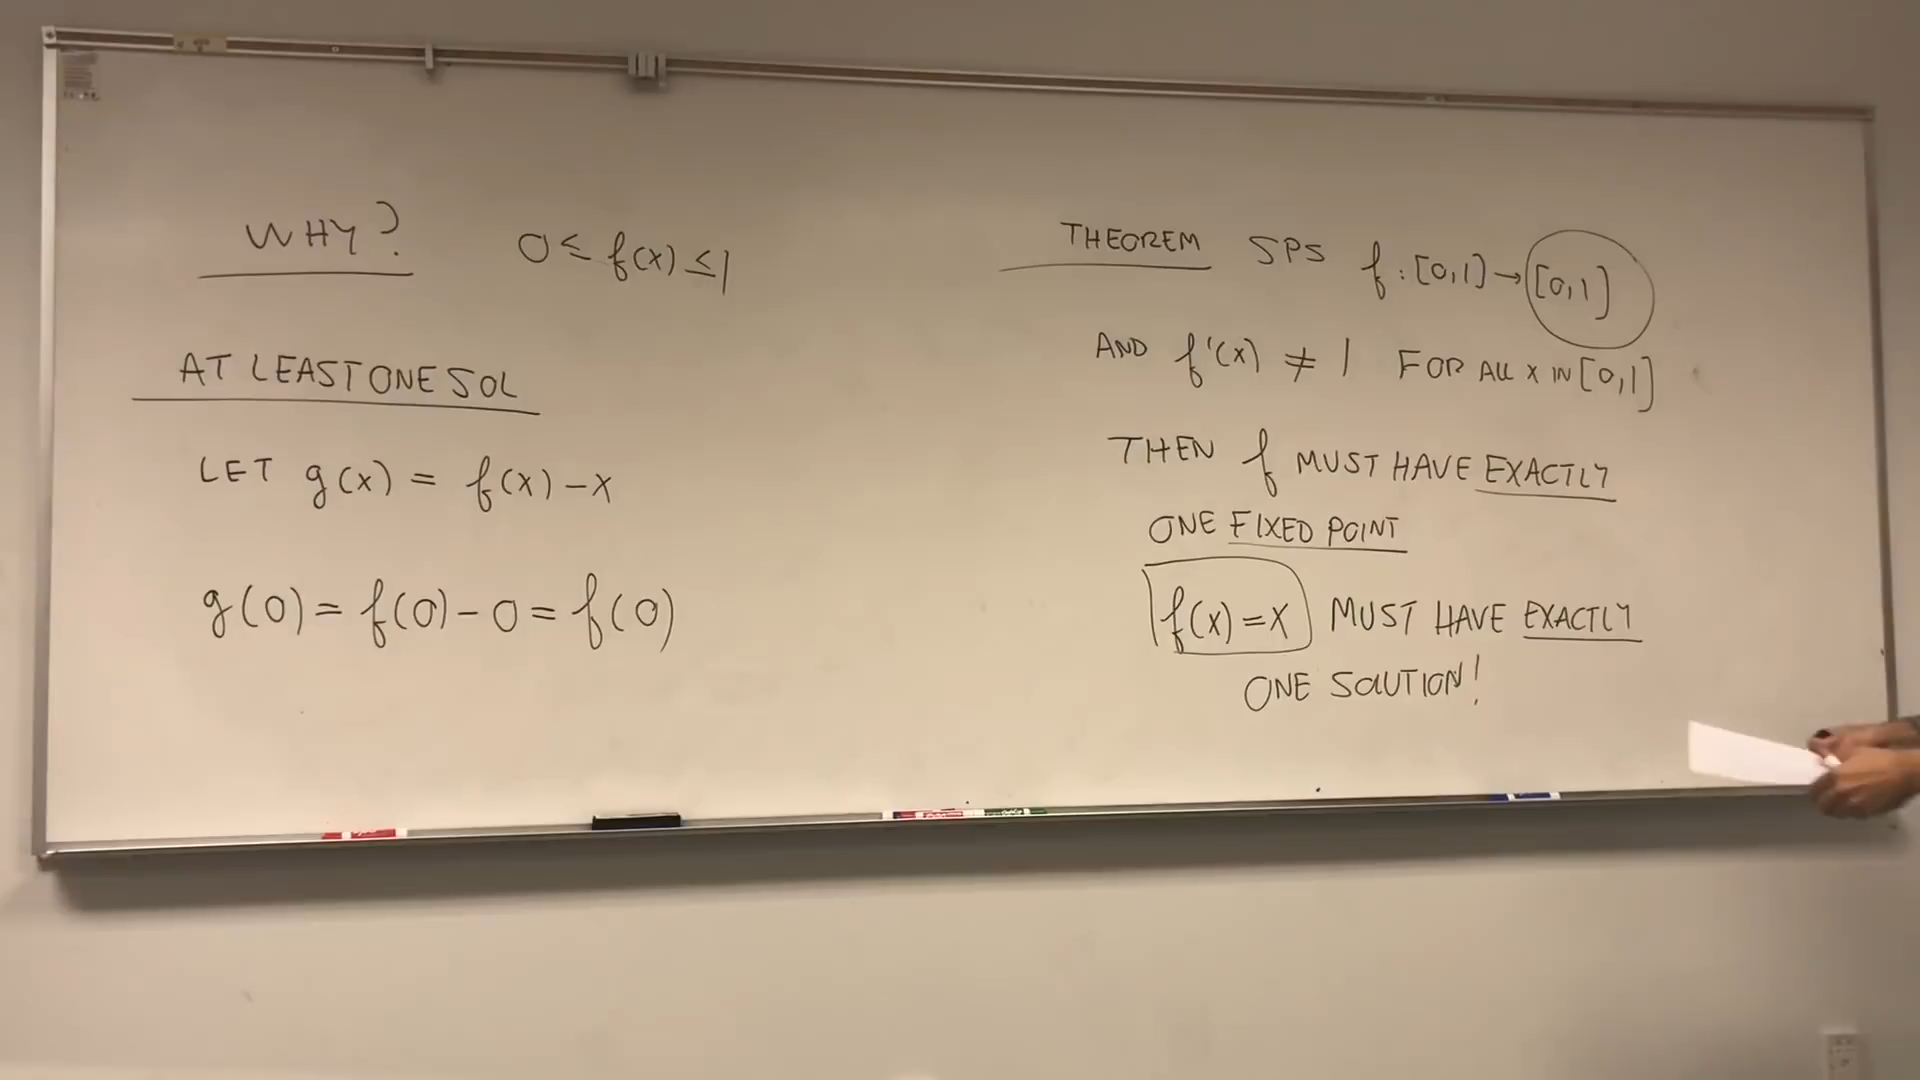 WHY? 0 ≤ f(x) ≤ 1
AT LEAST ONE SOL
LET g(x) = f(x) - x
g(0) = f(0) - 0 = f(0)
THEOREM SPS f : [0,1] → [0,1]
AND f'(x) ≠ 1 FOR ALL x IN [0,1]
THEN f MUST HAVE EXACTLY
ONE FIXED POINT
f(x) = x MUST HAVE EXACTLY
ONE SOLUTION!